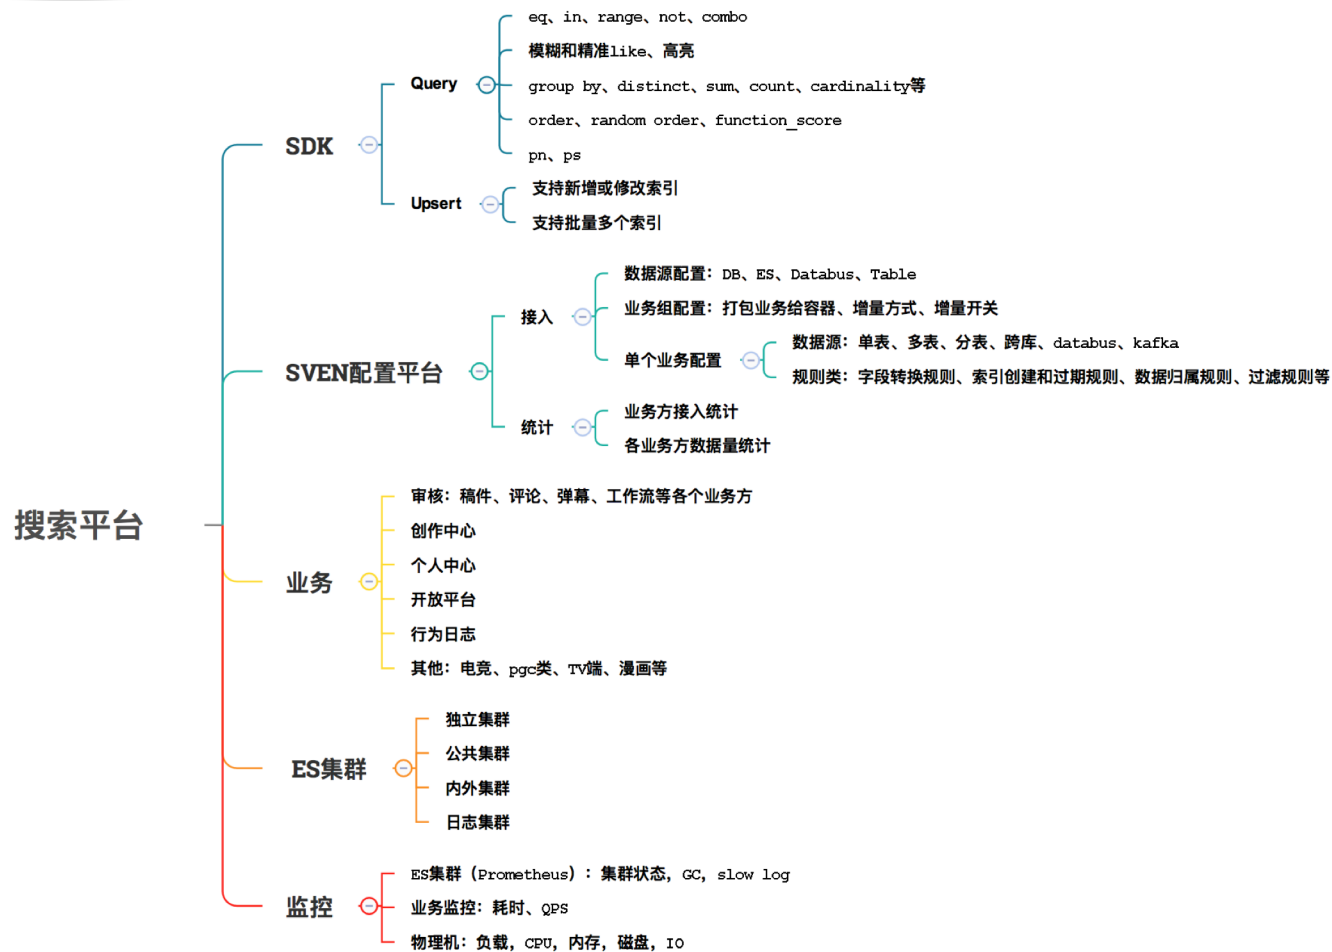 搜索平台
SDK
Query
eq、in、range、not、combo
模糊和精准like、高亮
group by、distinct、sum、count、cardinality等
order、random order、function_score
pn、ps
Upsert
支持新增或修改索引
支持批量多个索引
SVEN配置平台
接入
数据源配置：DB、ES、Databus、Table
业务组配置：打包业务给容器、增量方式、增量开关
单个业务配置
数据源：单表、多表、分表、跨库、databus、kafka
规则类：字段转换规则、索引创建和过期规则、数据归属规则、过滤规则等
统计
业务方接入统计
各业务方数据量统计
业务
审核：稿件、评论、弹幕、工作流等各个业务方
创作中心
个人中心
开放平台
行为日志
其他：电竞、pgc类、TV端、漫画等
ES集群
独立集群
公共集群
内外集群
日志集群
监控
ES集群（Prometheus）：集群状态，GC，slow log
业务监控：耗时、QPS
物理机：负载，CPU，内存，磁盘，IO